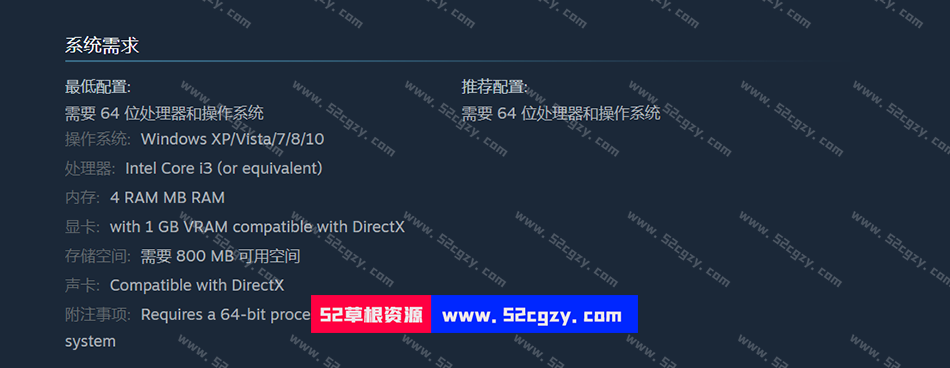 系统需求
最低配置:
需要 64 位处理器和操作系统
操作系统: Windows XP/Vista/7/8/10
处理器: Intel Core i3 (or equivalent)
内存: 4 RAM MB RAM
显卡: with 1 GB VRAM compatible with DirectX
存储空间: 需要 800 MB 可用空间
声卡: Compatible with DirectX
附注事项: Requires a 64-bit
system
推荐配置:
需要 64 位处理器和操作系统
52草根资源 www.52cgzy.com
www.52cgzy.com